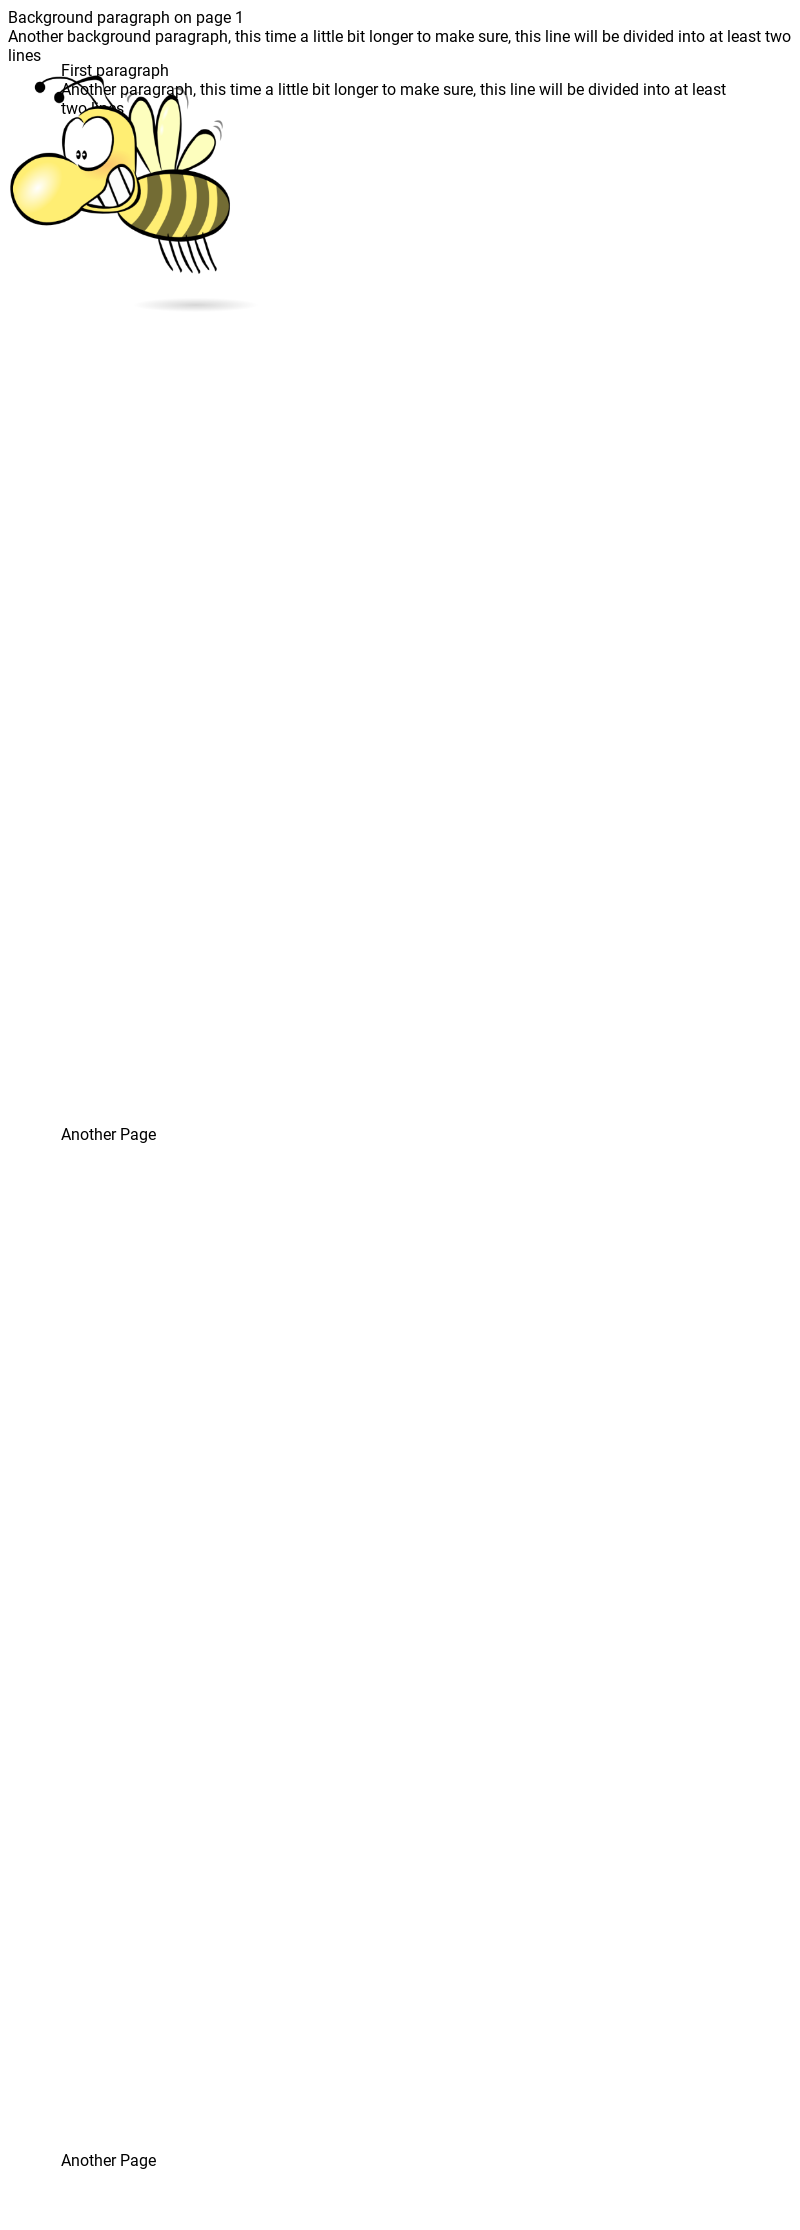 Background paragraph on page 1
Another background paragraph, this time a little bit longer to make sure, this line will be divided into at least two
lines
First paragraph
Another paragraph, this time a little bit longer to make sure, this line will be divided into at least
two lines
Another Page
Another Page